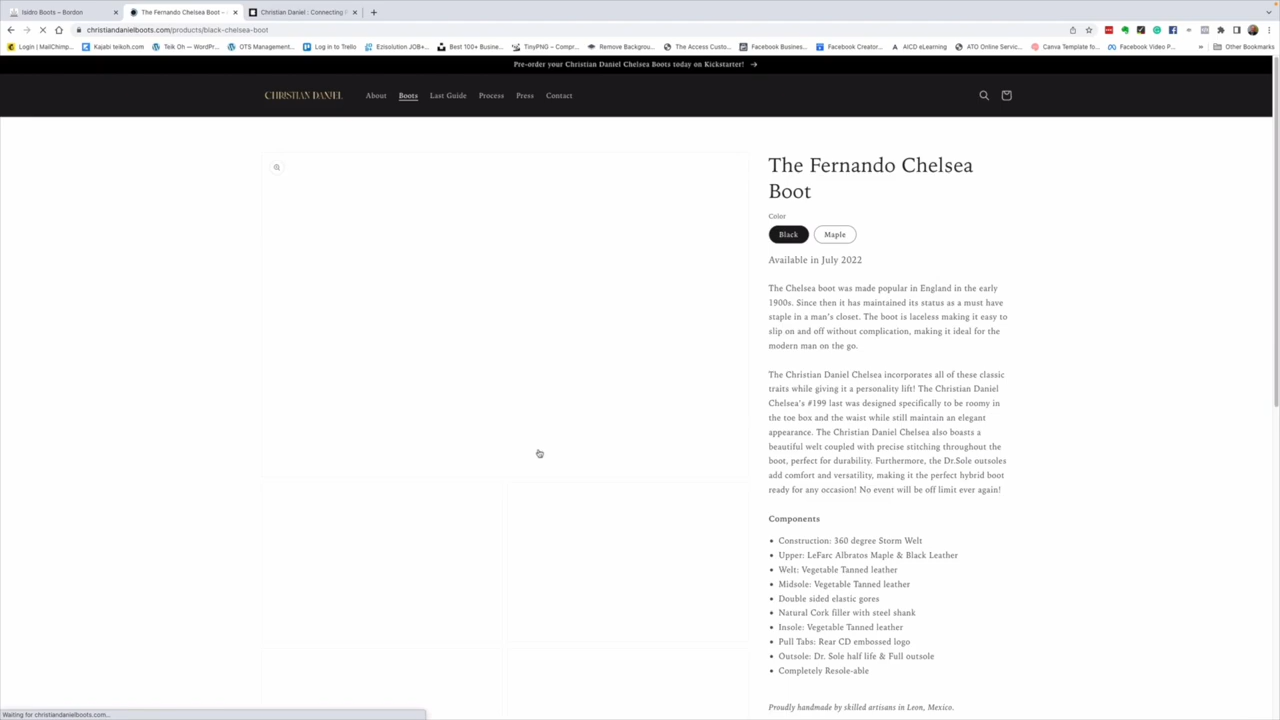 Isidro Boots – Bordon
The Fernando Chelsea Boot -
Christian Daniel : Connecting
christiandanielboots.com/products/black-chelsea-boot
Login | MailChimp... Kajabi teikoh.com Teik Oh — WordPr... OTS Management... Log in to Trello Ezisolution JOB+... Best 100+ Busine... TinyPNG – Compr... Remove Backgrou... The Access Custo... Facebook Busines... Facebook Creator... AICD eLearning ATO Online Servic... Canva Template fo... Facebook Video P... » Other Bookmarks
Pre-order your Christian Daniel Chelsea Boots today on Kickstarter! →
CHRISTIAN DANIEL About Boots Last Guide Process Press Contact
The Fernando Chelsea
Boot
Color
Black Maple
Available in July 2022
The Chelsea boot was made popular in England in the early
1900s. Since then it has maintained its status as a must have
staple in a man's closet. The boot is laceless making it easy to
slip on and off without complication, making it ideal for the
modern man on the go.
The Christian Daniel Chelsea incorporates all of these classic
traits while giving it a personality lift! The Christian Daniel
Chelsea's #199 last was designed specifically to be roomy in
the toe box and the waist while still maintain an elegant
appearance. The Christian Daniel Chelsea also boasts a
beautiful welt coupled with precise stitching throughout the
boot, perfect for durability. Furthermore, the Dr.Sole outsoles
add comfort and versatility, making it the perfect hybrid boot
ready for any occasion! No event will be off limit ever again!
Components
• Construction: 360 degree Storm Welt
• Upper: LeFarc Albratos Maple & Black Leather
• Welt: Vegetable Tanned leather
• Midsole: Vegetable Tanned leather
• Double sided elastic gores
• Natural Cork filler with steel shank
• Insole: Vegetable Tanned leather
• Pull Tabs: Rear CD embossed logo
• Outsole: Dr. Sole half life & Full outsole
• Completely Resole-able
Proudly handmade by skilled artisans in Leon, Mexico.
Waiting for christiandanielboots.com...